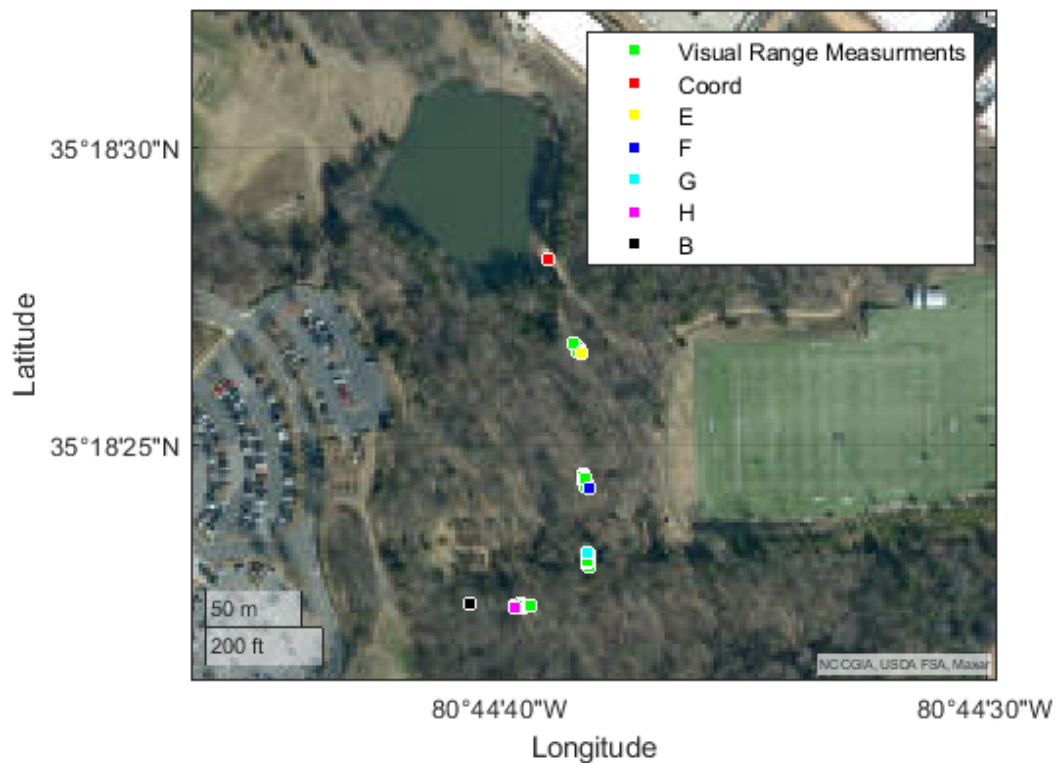 Visual Range Measurments
Coord
E
F
G
H
B
35°18'30"N
35°18'25"N
Latitude
50 m
200 ft
NCCGIA, USDA FSA, Maxar
80°44'40"W
80°44'30"W
Longitude